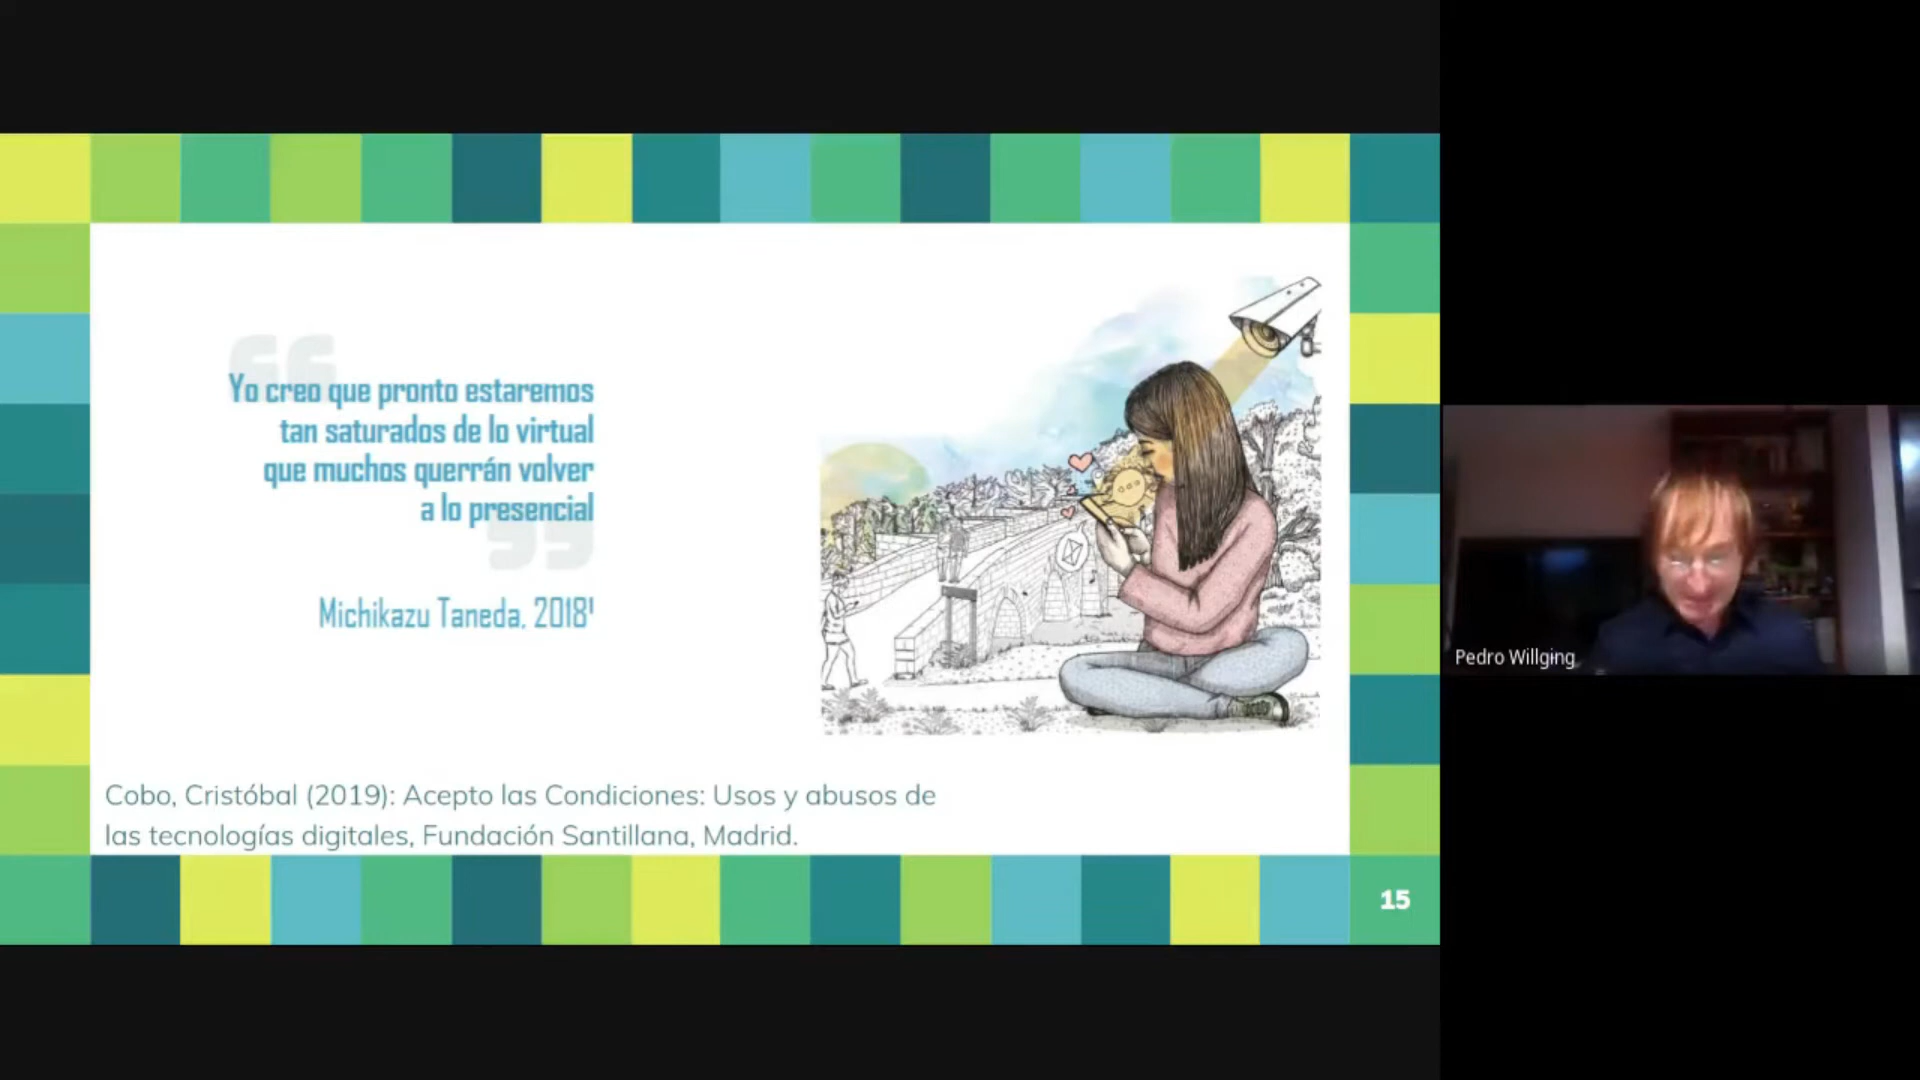 Yo creo que pronto estaremos
tan saturados de lo virtual
que muchos querrán volver
a lo presencial
Michikazu Taneda, 2018¹
Cobo, Cristóbal (2019): Acepto las Condiciones: Usos y abusos de
las tecnologías digitales, Fundación Santillana, Madrid.
15
Pedro Willging